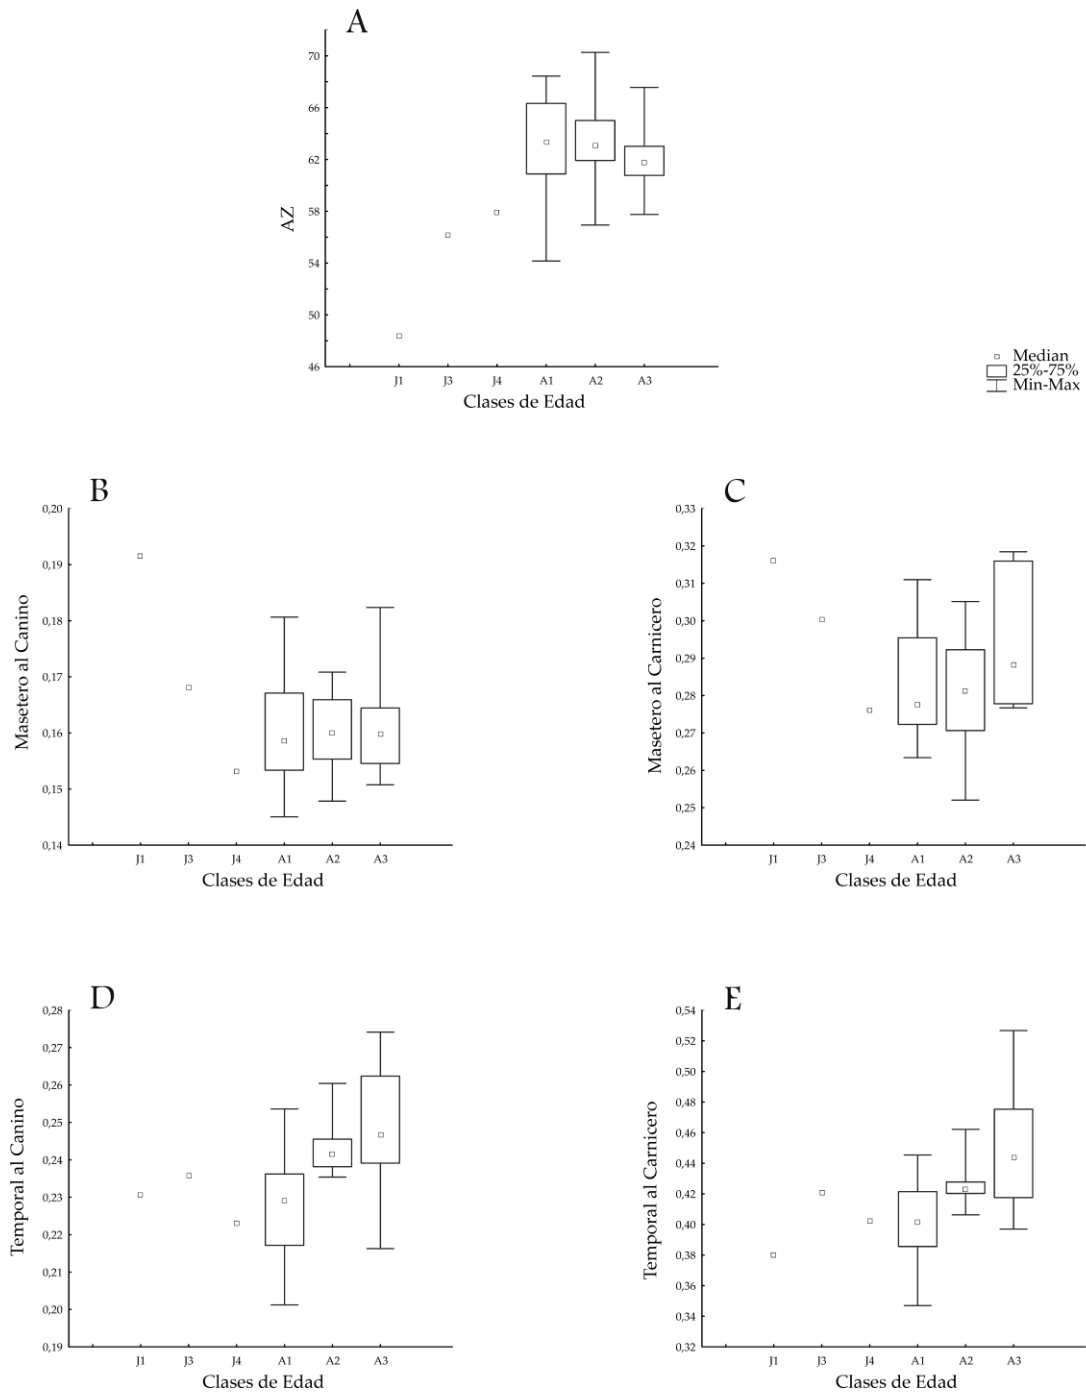 A
70
66
62
58
54
50
46
AZ
J1 J3 J4 A1 A2 A3
Clases de Edad
Median
25%-75%
Min-Max
B
0,20
0,19
0,18
0,17
0,16
0,15
0,14
Masetero al Canino
J1 J3 J4 A1 A2 A3
Clases de Edad
C
0,33
0,32
0,31
0,30
0,29
0,28
0,27
0,26
0,25
0,24
Masetero al Carnicero
J1 J3 J4 A1 A2 A3
Clases de Edad
D
0,28
0,27
0,26
0,25
0,24
0,23
0,22
0,21
0,20
0,19
Temporal al Canino
J1 J3 J4 A1 A2 A3
Clases de Edad
E
0,54
0,52
0,50
0,48
0,46
0,44
0,42
0,40
0,38
0,36
0,34
0,32
Temporal al Carnicero
J1 J3 J4 A1 A2 A3
Clases de Edad